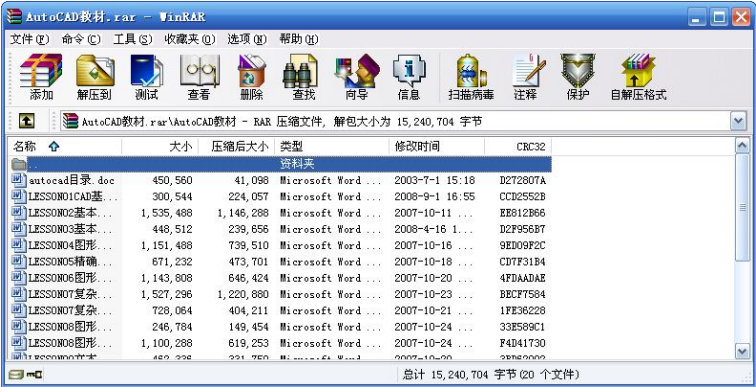 AutoCAD教材.rar - WinRAR
文件(F) 命令(C) 工具(S) 收藏夹(O) 选项(N) 帮助(H)
添加 解压到 测试 查看 删除 查找 向导 信息 扫描病毒 注释 保护 自解压格式
AutoCAD教材.rar\AutoCAD教材 - RAR 压缩文件, 解包大小为 15,240,704 字节
名称 大小 压缩后大小 类型 修改时间 CRC32
.. 资料夹
autocad目录.doc 450,560 41,098 Microsoft Word ... 2003-7-1 15:18 D272807A
LESSON01CAD基... 300,544 224,057 Microsoft Word ... 2008-9-1 16:55 CCD2552B
LESSON02基本... 1,535,488 1,146,288 Microsoft Word ... 2007-10-11 ... EE812B66
LESSON03基本... 448,512 239,656 Microsoft Word ... 2008-4-16 1... D2F956B7
LESSON04图形... 1,151,488 739,510 Microsoft Word ... 2007-10-16 ... 9ED09F2C
LESSON05精确... 671,232 473,701 Microsoft Word ... 2007-10-18 ... CD7F31B4
LESSON06图形... 1,143,808 646,424 Microsoft Word ... 2007-10-20 ... 4FDAADAE
LESSON07复杂... 1,527,296 1,220,880 Microsoft Word ... 2007-10-23 ... BECF7584
LESSON07复杂... 728,064 404,211 Microsoft Word ... 2007-10-21 ... 1FE36228
LESSON08图形... 246,784 149,454 Microsoft Word ... 2007-10-24 ... 33E589C1
LESSON08图形... 1,100,288 619,253 Microsoft Word ... 2007-10-24 ... F4D41730
总计 15,240,704 字节(20 个文件)